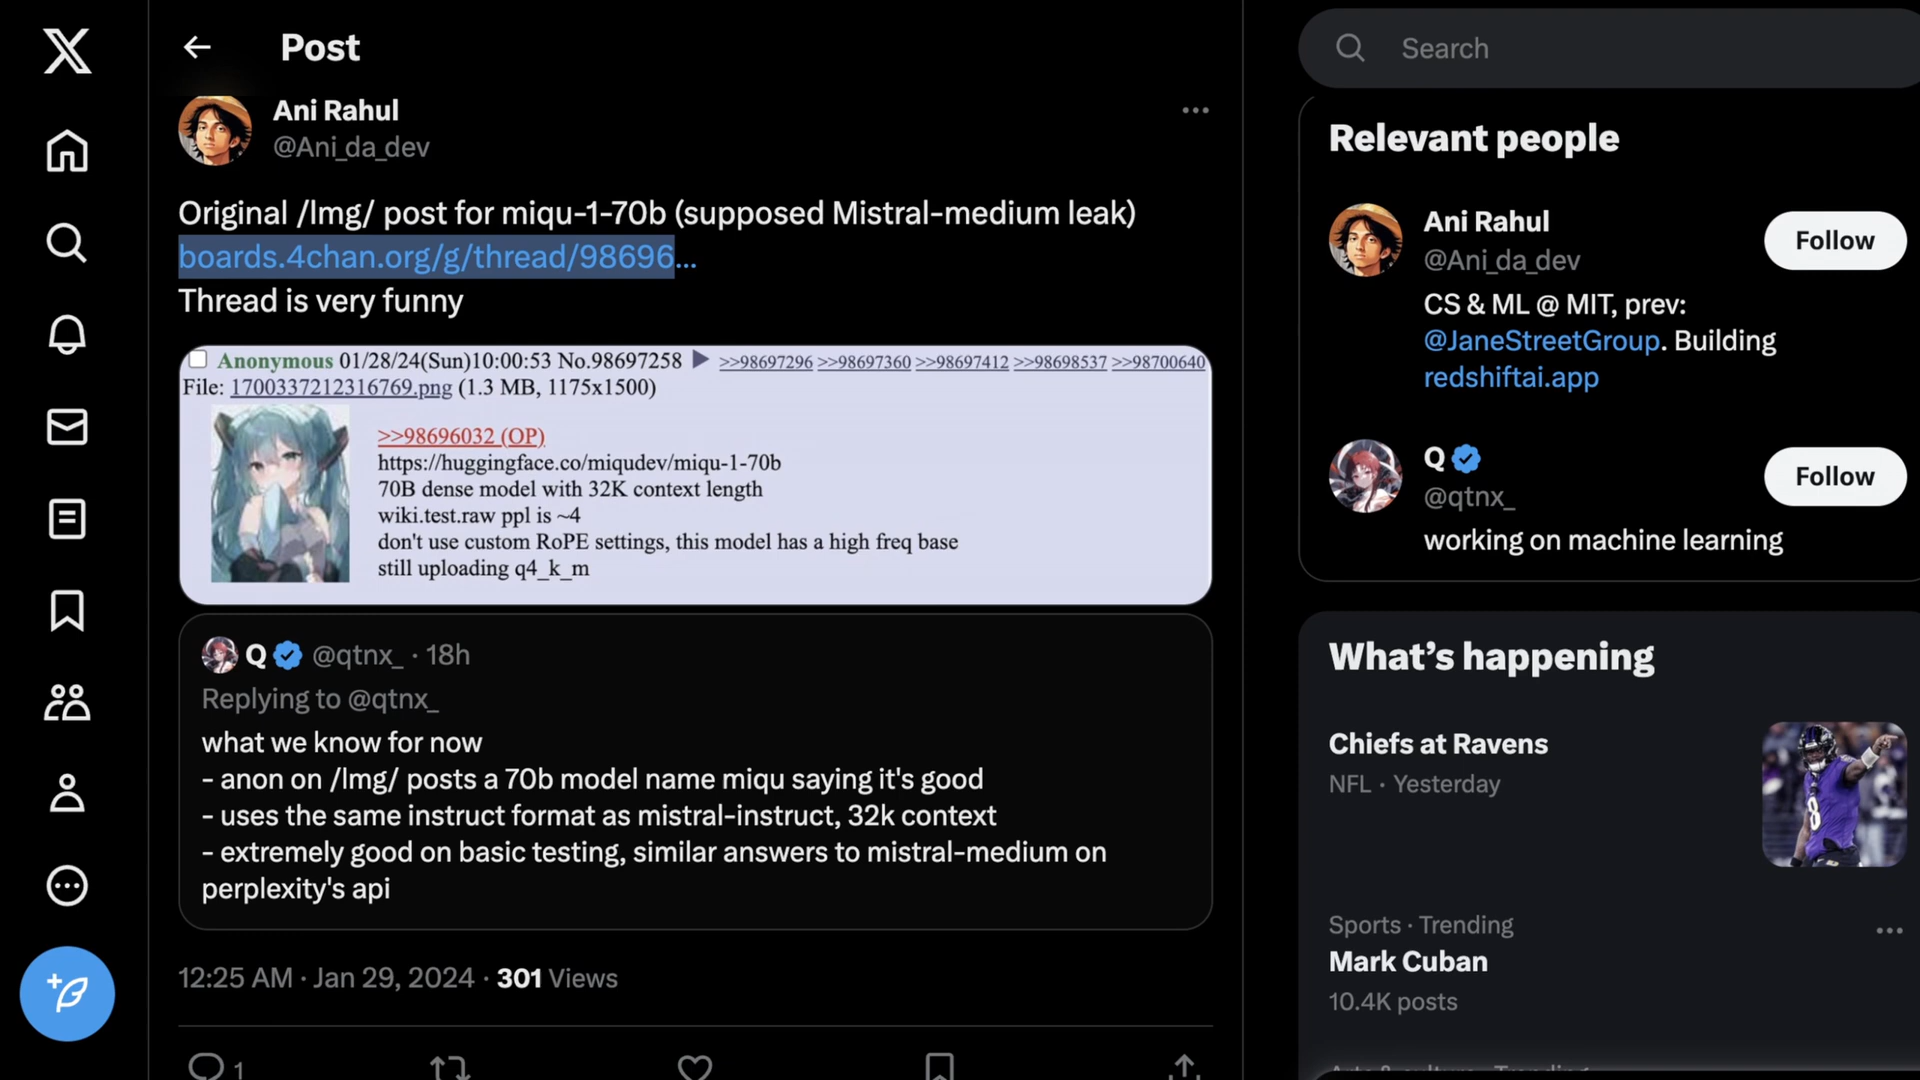 Post
Ani Rahul
@Ani_da_dev
Original /lmg/ post for miqu-1-70b (supposed Mistral-medium leak)
boards.4chan.org/g/thread/98696...
Thread is very funny
Anonymous 01/28/24(Sun)10:00:53 No.98697258 ▶ >>98697296 >>98697360 >>98697412 >>98698537 >>98700640
File: 1700337212316769.png (1.3 MB, 1175x1500)
>>98696032 (OP)
https://huggingface.co/miqudev/miqu-1-70b
70B dense model with 32K context length
wiki.test.raw ppl is ~4
don't use custom RoPE settings, this model has a high freq base
still uploading q4_k_m
Q @qtnx_ · 18h
Replying to @qtnx_
what we know for now
- anon on /lmg/ posts a 70b model name miqu saying it's good
- uses the same instruct format as mistral-instruct, 32k context
- extremely good on basic testing, similar answers to mistral-medium on
perplexity's api
12:25 AM · Jan 29, 2024 · 301 Views
1
Search
Relevant people
Ani Rahul
@Ani_da_dev
Follow
CS & ML @ MIT, prev:
@JaneStreetGroup. Building
redshiftai.app
Q
@qtnx_
Follow
working on machine learning
What's happening
Chiefs at Ravens
NFL · Yesterday
8
Sports · Trending
Mark Cuban
10.4K posts